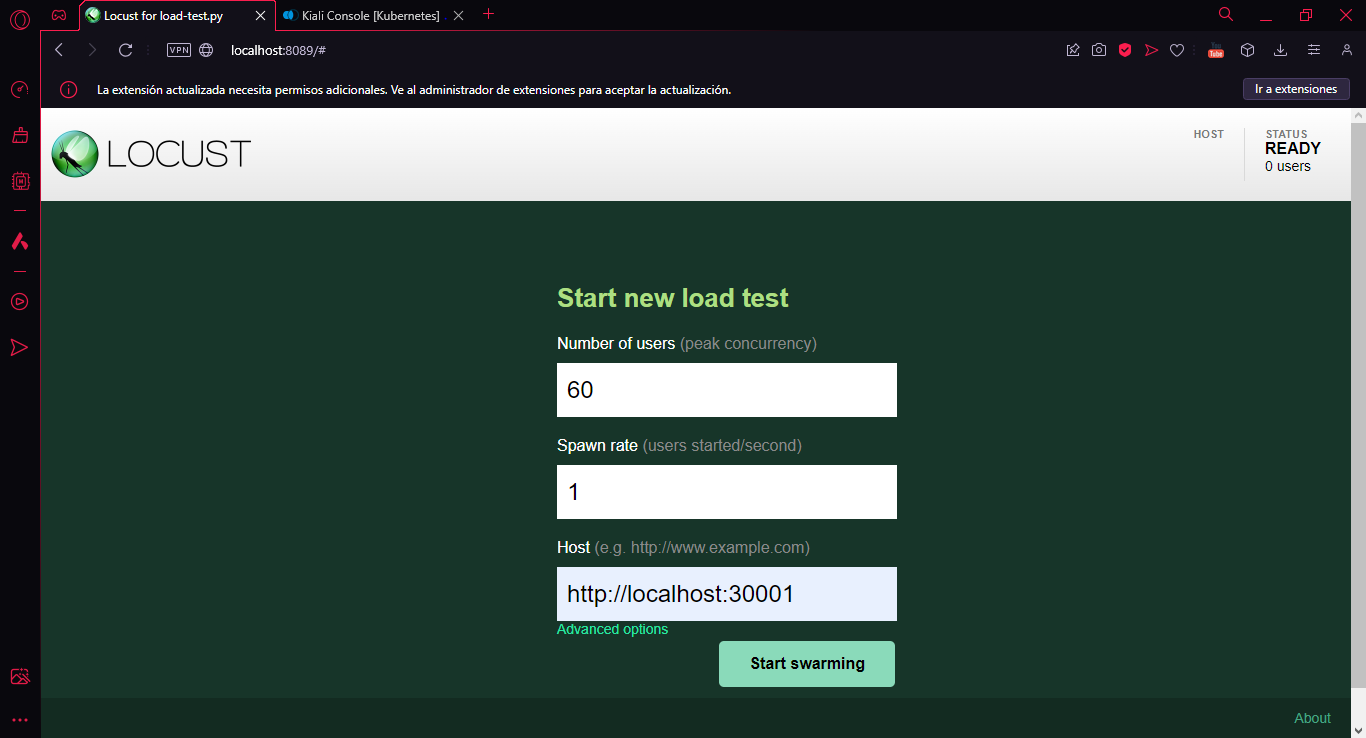 Locust for load-test.py
Kiali Console [Kubernetes]
VPN
localhost:8089/#
You Tube
La extensión actualizada necesita permisos adicionales. Ve al administrador de extensiones para aceptar la actualización.
Ir a extensiones
LOCUST
HOST
STATUS
READY
0 users
Start new load test
Number of users (peak concurrency)
60
Spawn rate (users started/second)
1
Host (e.g. http://www.example.com)
http://localhost:30001
Advanced options
Start swarming
About